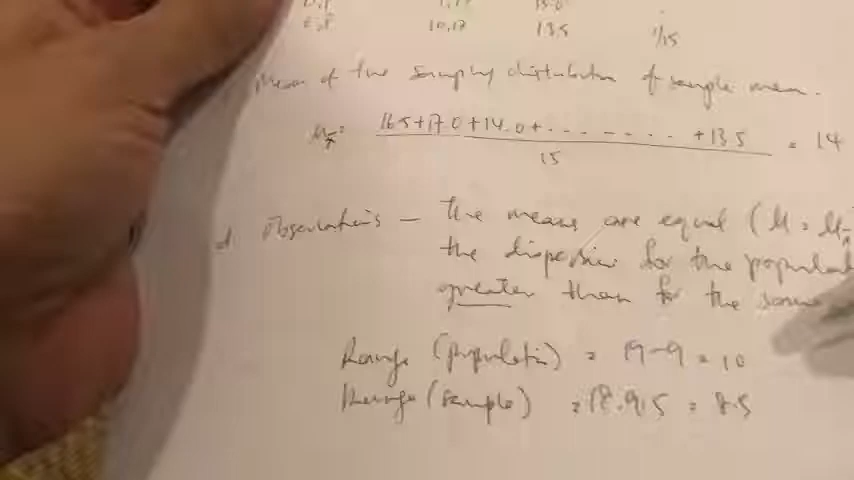 E,F 10,17 13.5 1/15
Mean of the Sampling distribution of sample mean.
16.5+17.0+14.0+....... +13.5 = 14
15
d. Observations - the means are equal (μ = μx̄
the dispersion for the populat
greater than for the sam
Range (population) = 19-9 = 10
Range (sample) = 18-9.5 = 8.5